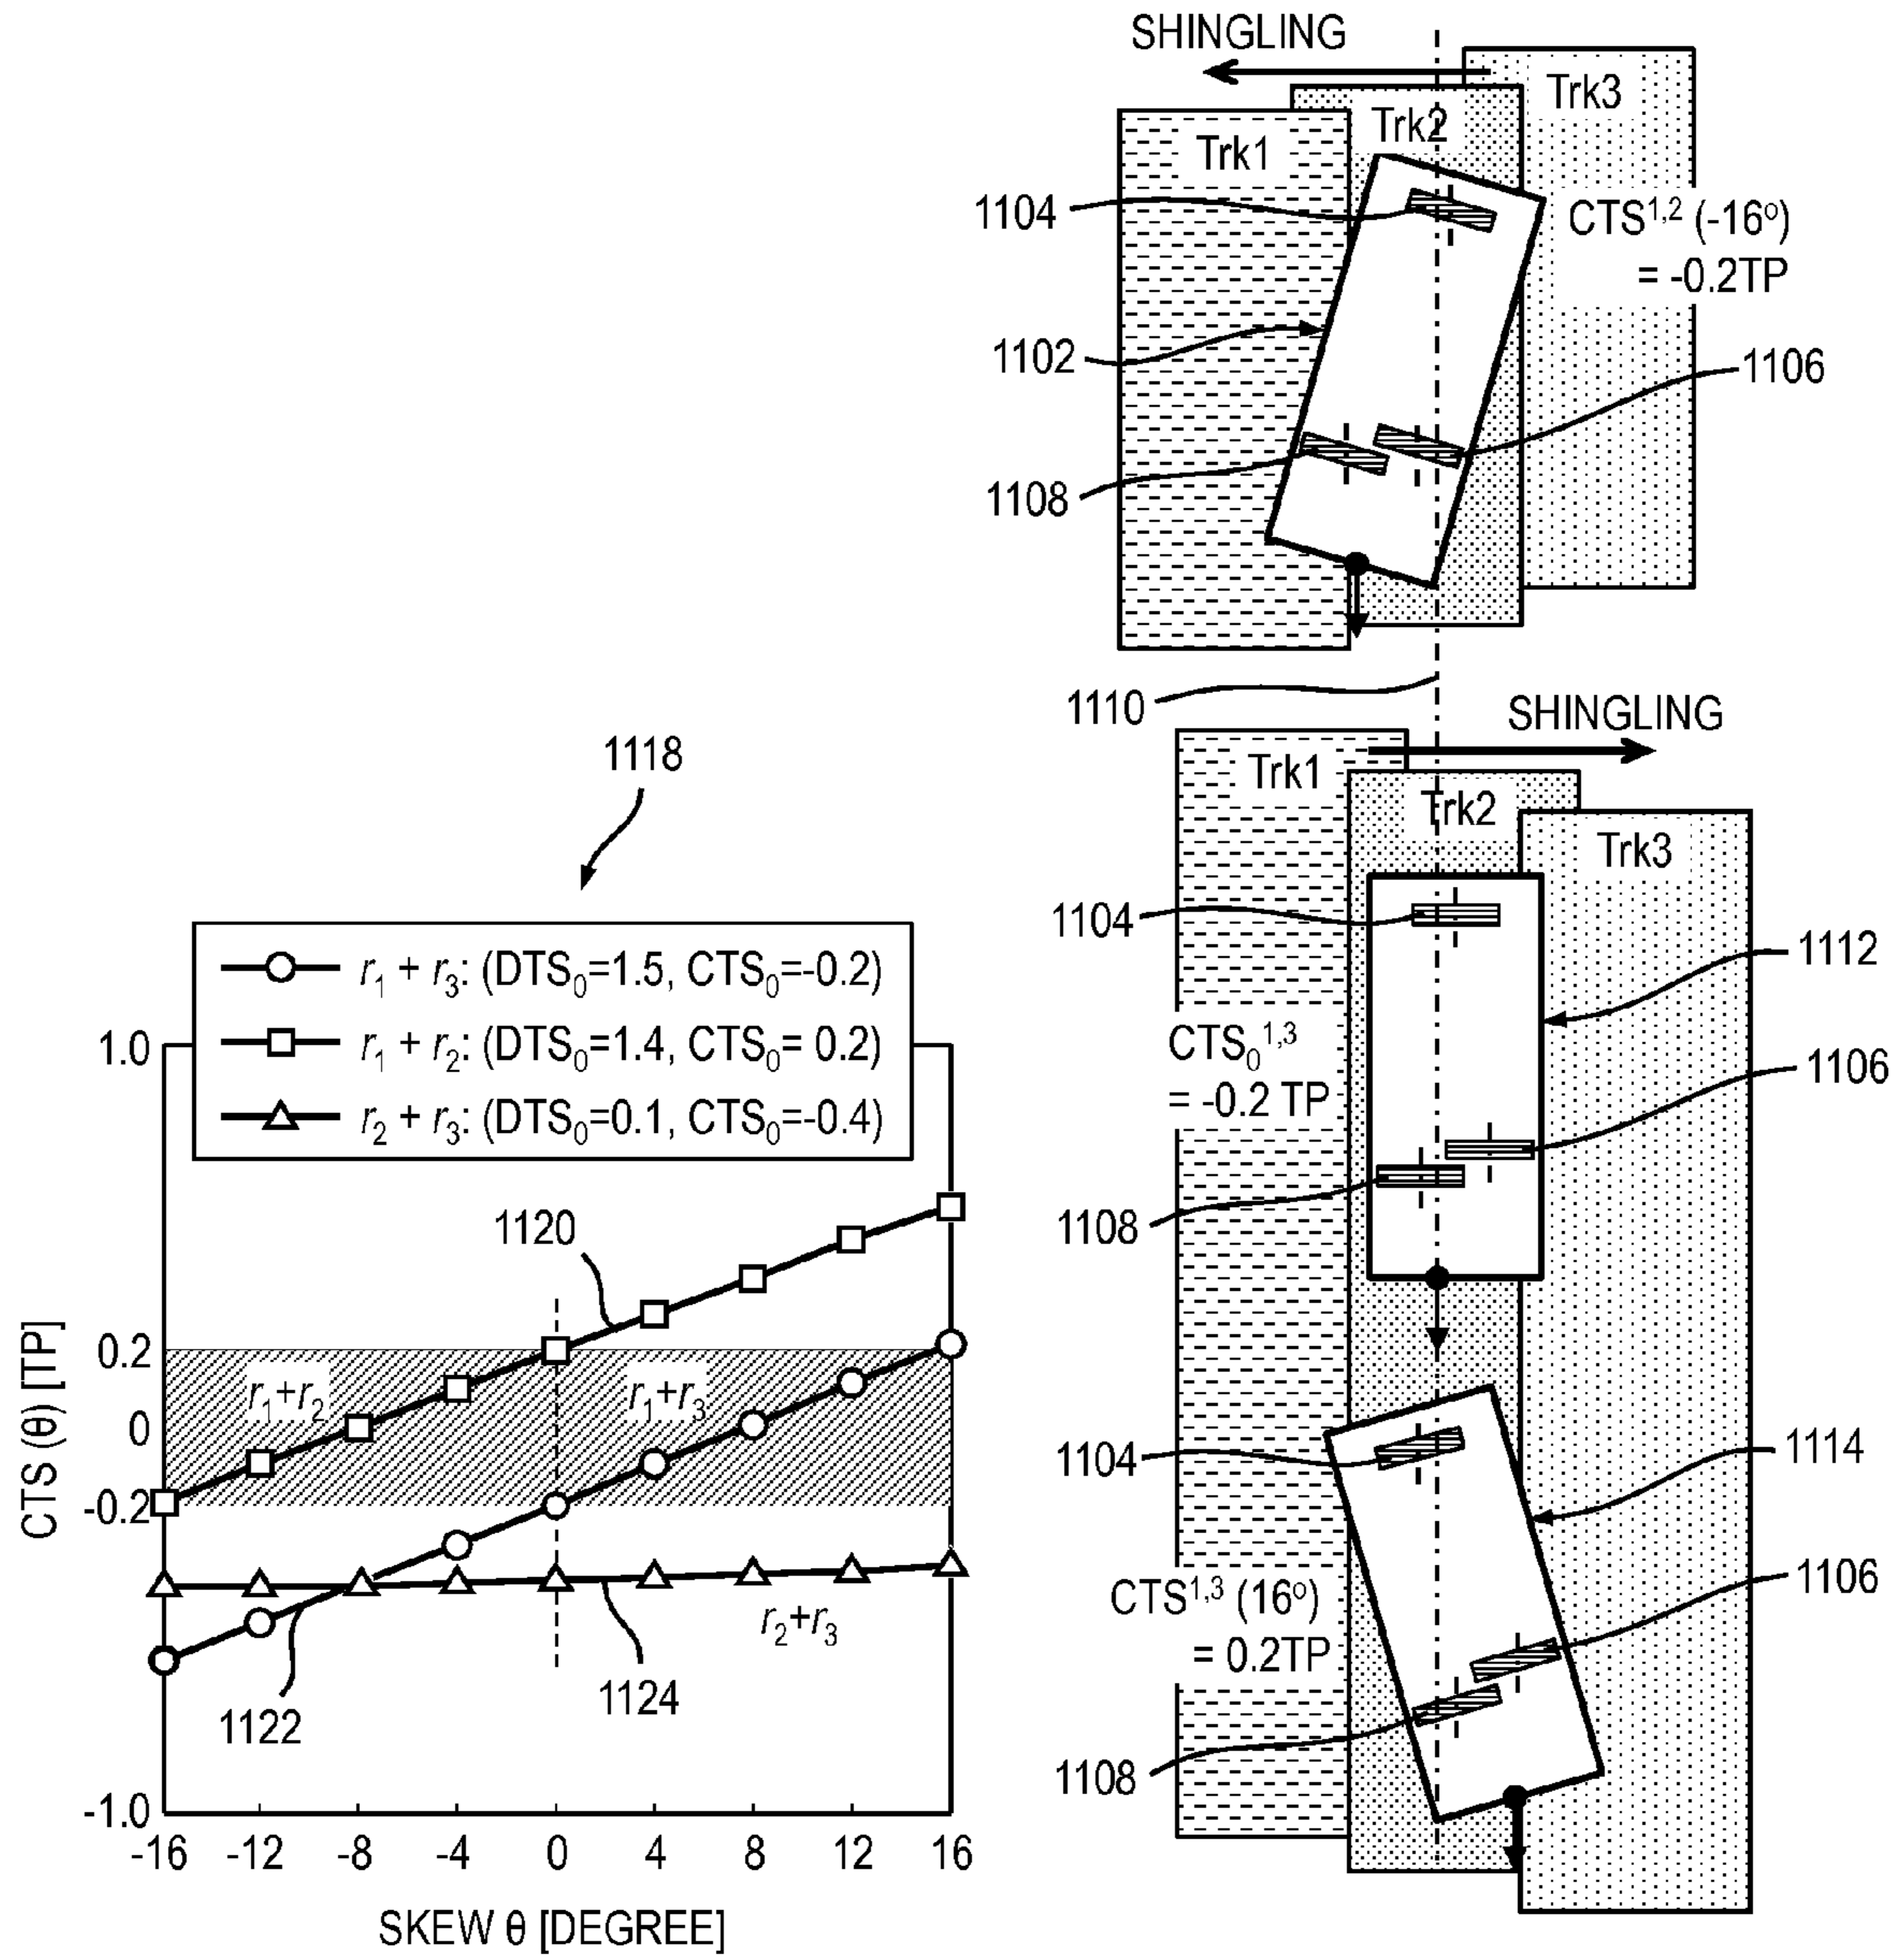 SHINGLING
Trk3
Trk2
Trk1
1104
CTS¹,² (-16°)
= -0.2TP
1102
1106
1108
1110
SHINGLING
Trk1
Trk2
Trk3
1104
1112
CTS₀¹,³
= -0.2 TP
1106
1108
1104
1114
1106
CTS¹,³ (16°)
= 0.2TP
1108
1118
r₁ + r₃: (DTS₀=1.5, CTS₀=-0.2)
r₁ + r₂: (DTS₀=1.4, CTS₀= 0.2)
r₂ + r₃: (DTS₀=0.1, CTS₀=-0.4)
1.0
1120
0.2
r₁+r₂
r₁+r₃
0
-0.2
r₂+r₃
1122
1124
-1.0
CTS (θ) [TP]
-16 -12 -8 -4 0 4 8 12 16
SKEW θ [DEGREE]